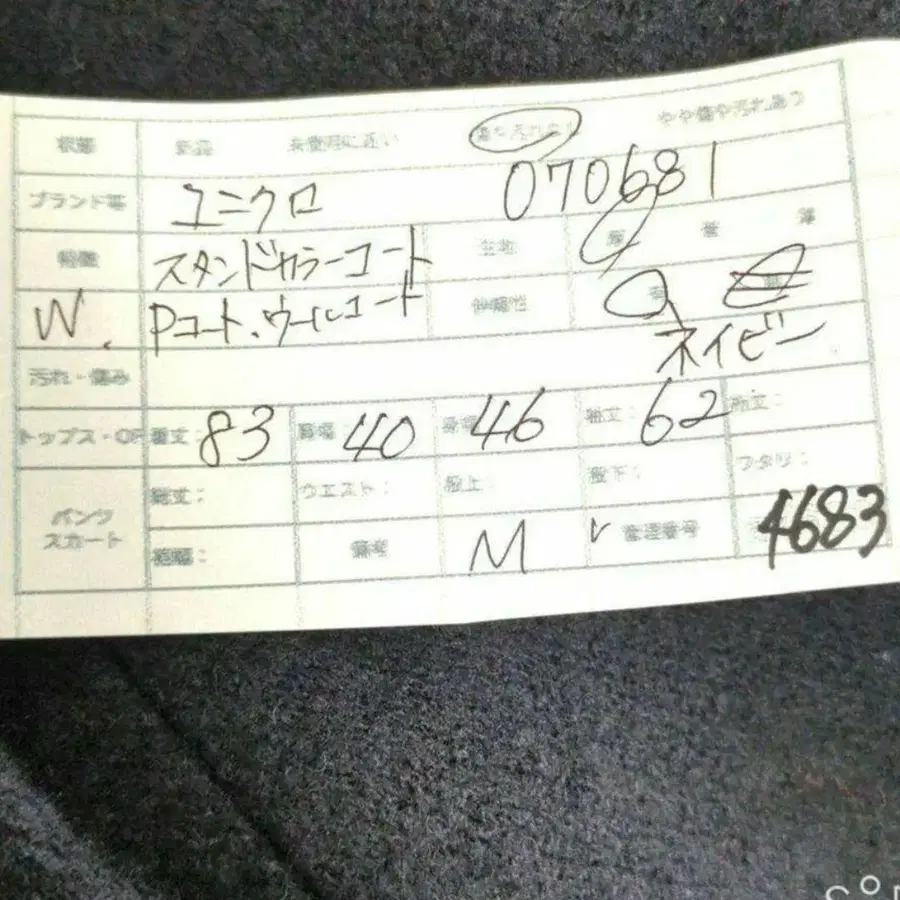 状態 新品 未使用に近い 傷や汚れなし やや傷や汚れあり
ブランド等 ユニクロ 070681
特徴 スタンドカラーコート 生地 厚 普 薄
W. Pコート.ウールコート 伸縮性 有 無
ネイビー
汚れ・傷み
トップス・OP 着丈: 83 肩幅: 40 身幅: 46 袖丈: 62 裄丈:
パンツ スカート 総丈: ウエスト: 股上: 股下: ワタリ:
裾幅: 備考 M ✓ 管理番号 4683